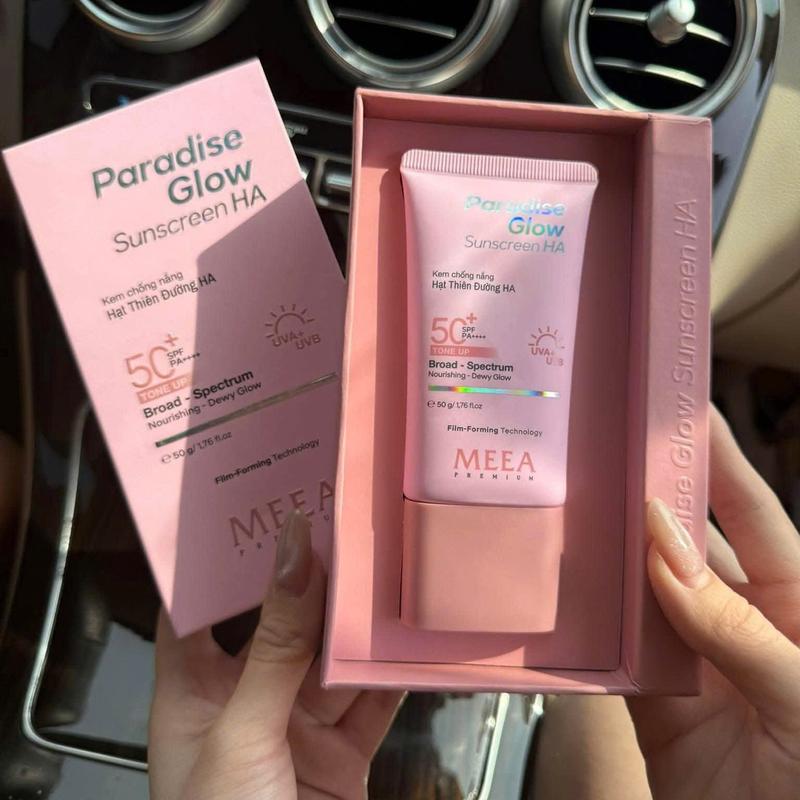 Paradise
Glow
Sunscreen HA
Kem chống nắng
Hạt Thiên Đường HA
50+
SPF
PA++++
TONE UP
UVA+
UVB
Broad - Spectrum
Nourishing - Dewy Glow
℮ 50 g/ 1,76 fl.oz
Film-Forming Technology
MEEA
PREMIUM
Paradise
Glow
Sunscreen HA
Kem chống nắng
Hạt Thiên Đường HA
50+
SPF
PA++++
TONE UP
UVA+
UVB
Broad - Spectrum
Nourishing - Dewy Glow
℮ 50 g/ 1,76 fl.oz
Film-Forming Technology
MEEA
PREMIUM
Glow Sunscreen HA